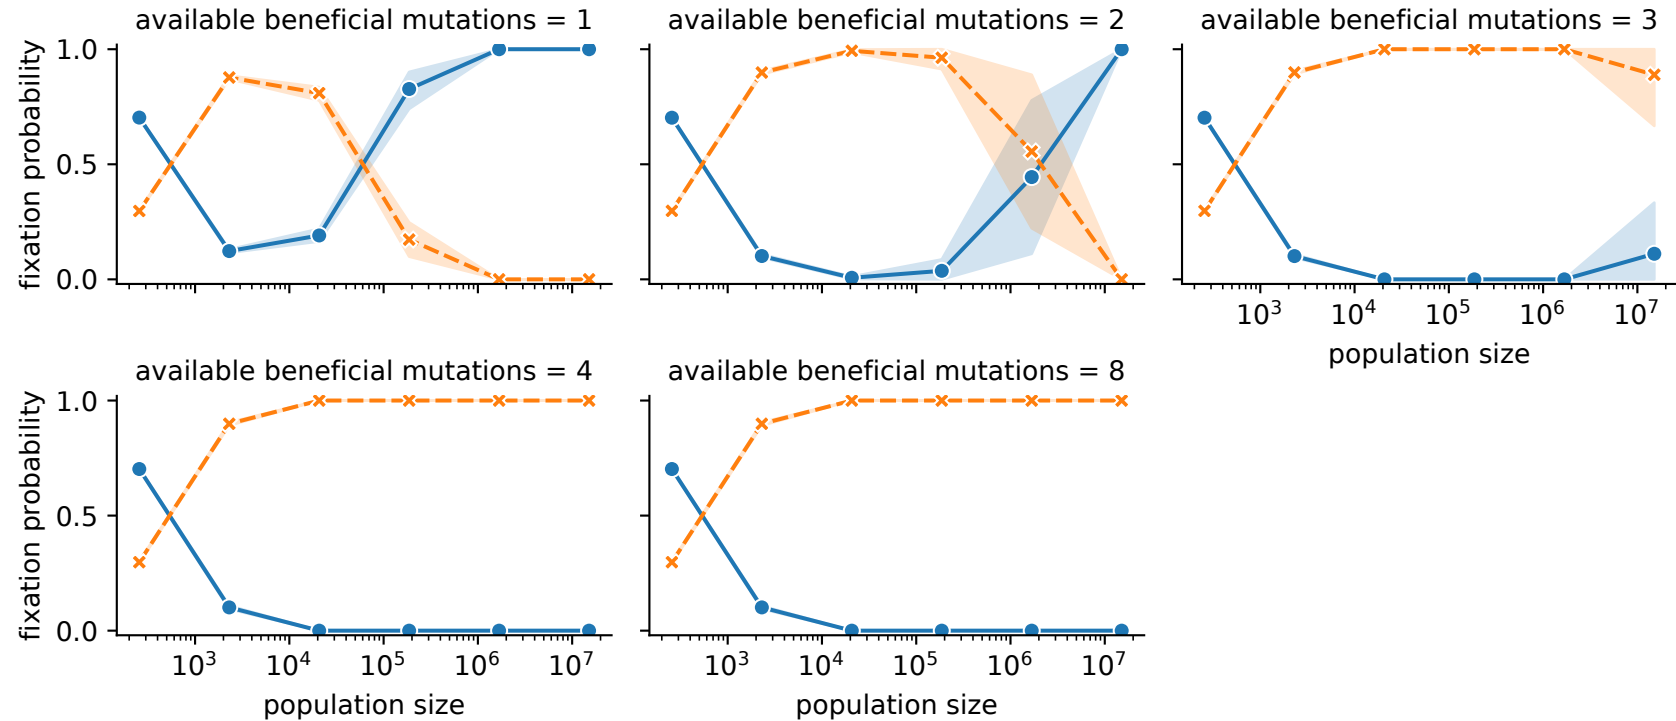 available beneficial mutations = 1
available beneficial mutations = 2
available beneficial mutations = 3
fixation probability
1.0
0.5
0.0
10³ 10⁴ 10⁵ 10⁶ 10⁷
population size
available beneficial mutations = 4
available beneficial mutations = 8
fixation probability
1.0
0.5
0.0
10³ 10⁴ 10⁵ 10⁶ 10⁷
10³ 10⁴ 10⁵ 10⁶ 10⁷
population size
population size